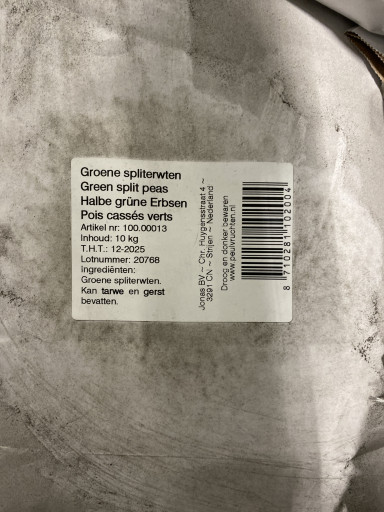 Groene spliterwten
Green split peas
Halbe grüne Erbsen
Pois cassés verts
Artikel nr: 100.00013
Inhoud: 10 kg
T.H.T.: 12-2025
Lotnummer: 20768
Ingrediënten:
Groene spliterwten.
Kan tarwe en gerst
bevatten.
Jonas BV ~ Chr. Huygensstraat 4 ~
3291 CN ~ Strijen ~ Nederland
Droog en donker bewaren
www.peulvruchten.nl
8 710281 102004